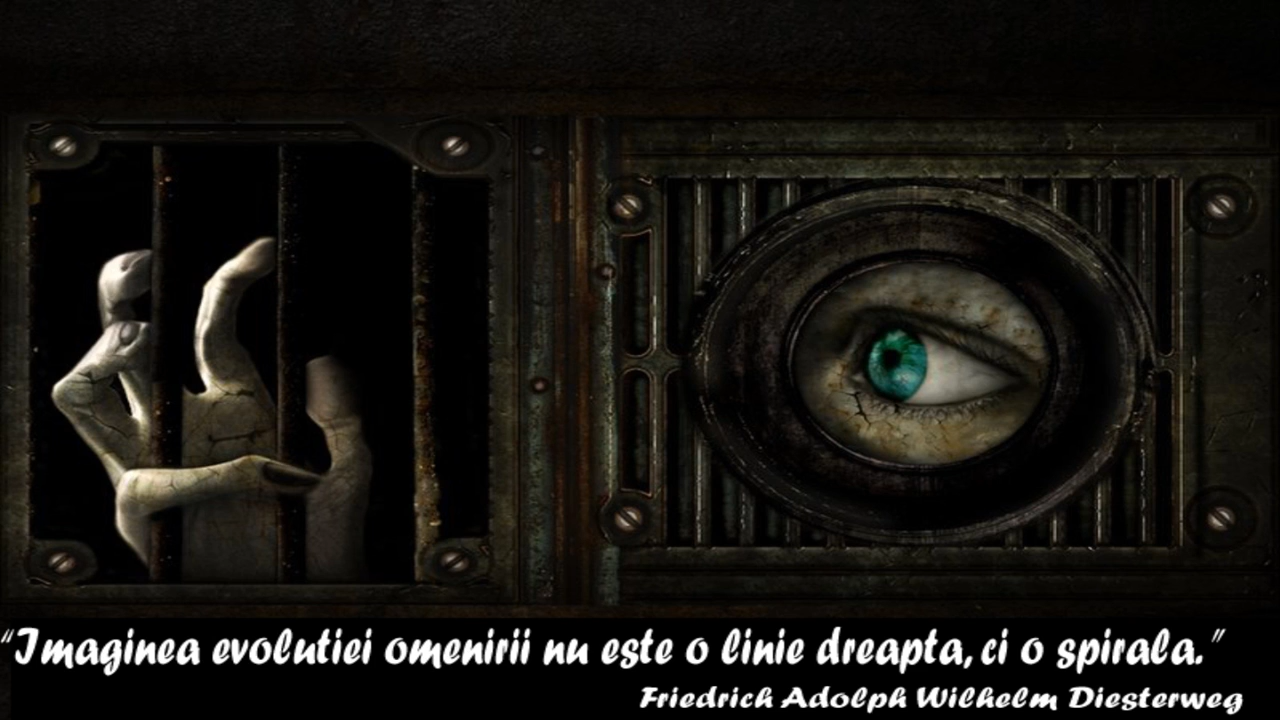 “Imaginea evolutiei omenirii nu este o linie dreapta, ci o spirala.”
Friedrich Adolph Wilhelm Diesterweg